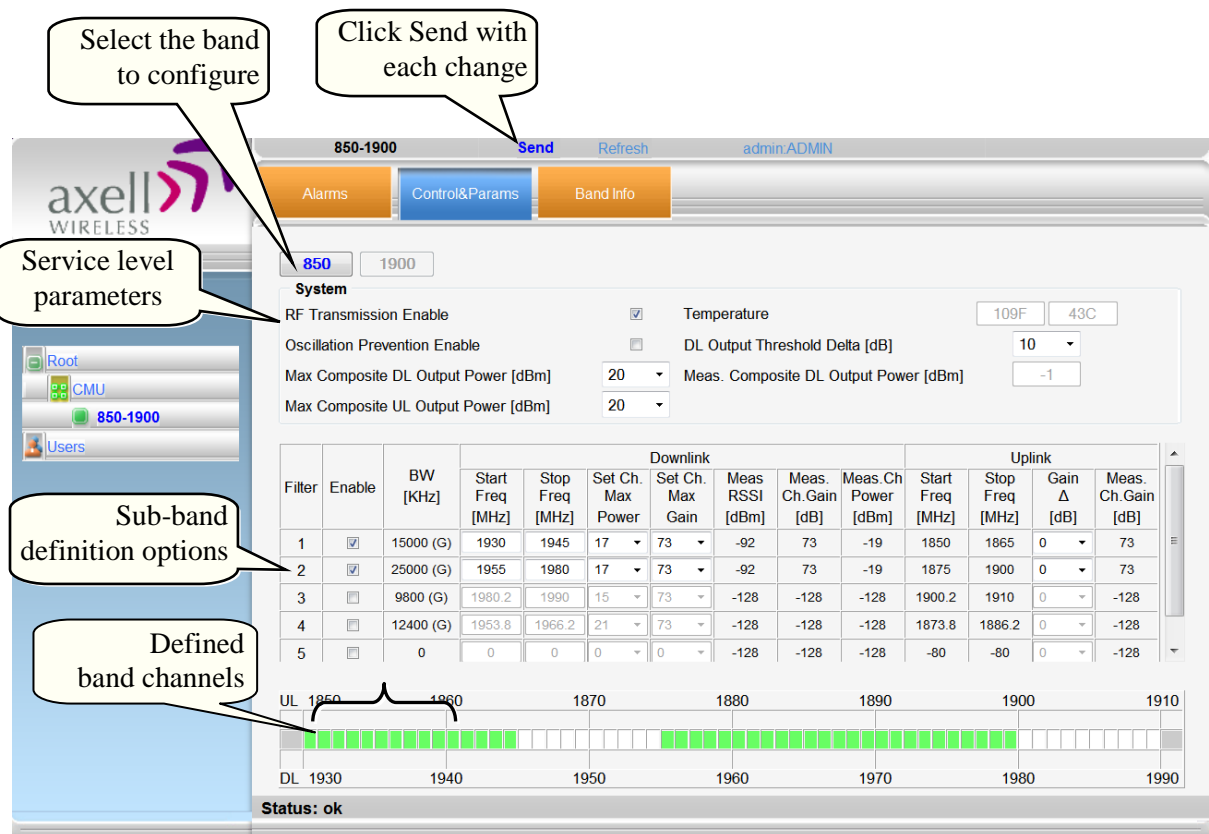 Select the band
to configure
Click Send with
each change
axell
WIRELESS
850-1900 Send Refresh admin:ADMIN
Alarms Control&Params Band Info
Service level
parameters
850 1900
System
RF Transmission Enable Temperature 109F 43C
Oscillation Prevention Enable DL Output Threshold Delta [dB] 10
Max Composite DL Output Power [dBm] 20 Meas. Composite DL Output Power [dBm] -1
Max Composite UL Output Power [dBm] 20
Root
CMU
850-1900
Users
Sub-band
definition options
Defined
band channels
Downlink Uplink
Filter Enable BW [KHz] Start Freq [MHz] Stop Freq [MHz] Set Ch. Max Power Set Ch. Max Gain Meas RSSI [dBm] Meas. Ch.Gain [dB] Meas.Ch Power [dBm] Start Freq [MHz] Stop Freq [MHz] Gain Δ [dB] Meas. Ch.Gain [dB]
1 15000 (G) 1930 1945 17 73 -92 73 -19 1850 1865 0 73
2 25000 (G) 1955 1980 17 73 -92 73 -19 1875 1900 0 73
3 9800 (G) 1980.2 1990 15 73 -128 -128 -128 1900.2 1910 0 -128
4 12400 (G) 1953.8 1966.2 21 73 -128 -128 -128 1873.8 1886.2 0 -128
5 0 0 0 0 0 -128 -128 -128 -80 -80 0 -128
UL 1850 1860 1870 1880 1890 1900 1910
DL 1930 1940 1950 1960 1970 1980 1990
Status: ok